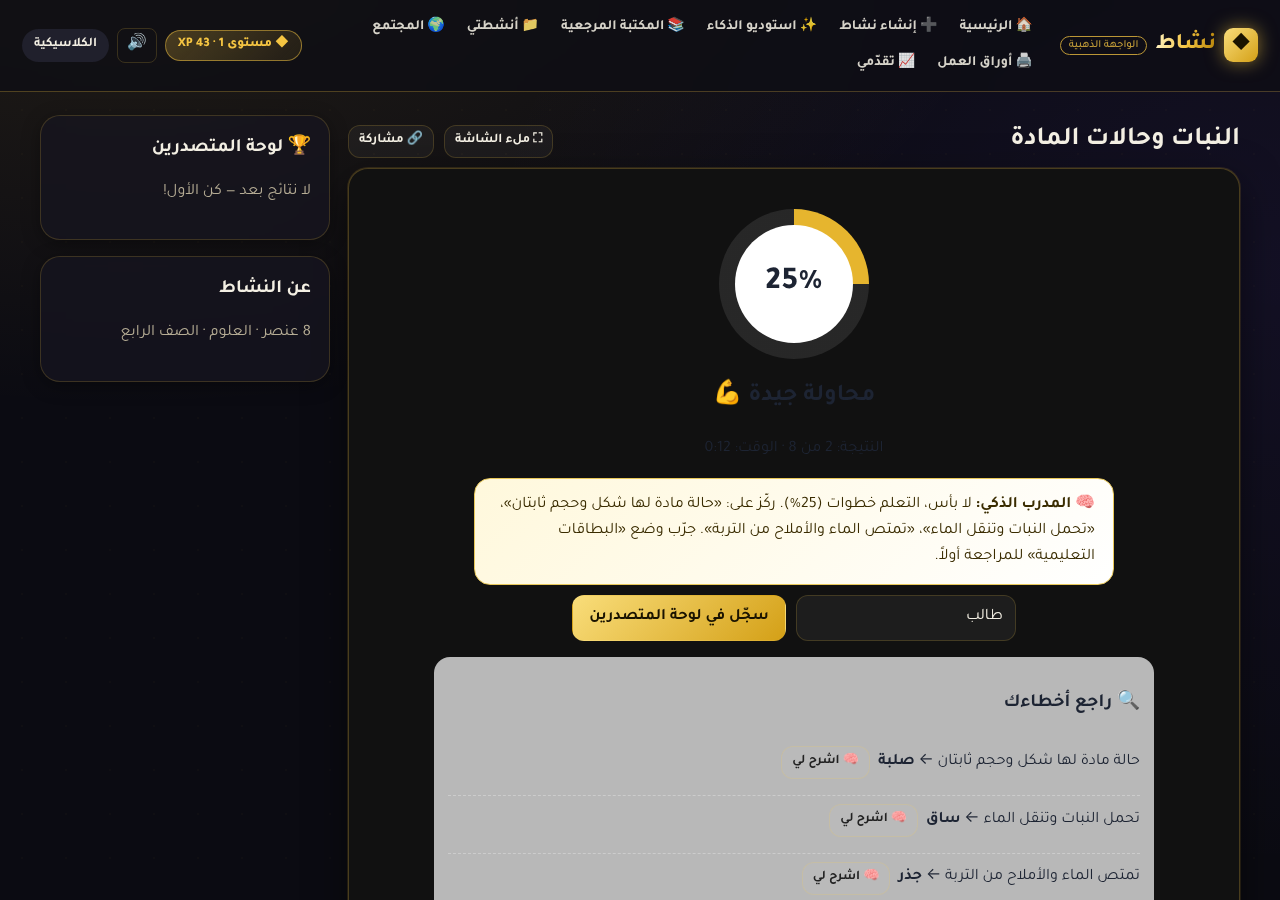 نشاط
الواجهة الذهبية
🏠 الرئيسية ➕ إنشاء نشاط ✨ استوديو الذكاء 📚 المكتبة المرجعية 📁 أنشطتي 🌍 المجتمع
🖨️ أوراق العمل 📈 تقدّمي
◆ مستوى 1 · 43 XP
🔊
الكلاسيكية
النبات وحالات المادة
⛶ ملء الشاشة
🔗 مشاركة
25%
محاولة جيدة 💪
النتيجة: 2 من 8 · الوقت: 0:12
🧠 المدرب الذكي: لا بأس، التعلم خطوات (25%). ركّز على: «حالة مادة لها شكل وحجم ثابتان»،
«تحمل النبات وتنقل الماء»، «تمتص الماء والأملاح من التربة». جرّب وضع «البطاقات
التعليمية» للمراجعة أولاً.
طالب
سجّل في لوحة المتصدرين
🔍 راجع أخطاءك
حالة مادة لها شكل وحجم ثابتان ← صلبة 🧠 اشرح لي
تحمل النبات وتنقل الماء ← ساق 🧠 اشرح لي
تمتص الماء والأملاح من التربة ← جذر 🧠 اشرح لي
🏆 لوحة المتصدرين
لا نتائج بعد — كن الأول!
عن النشاط
8 عنصر · العلوم · الصف الرابع